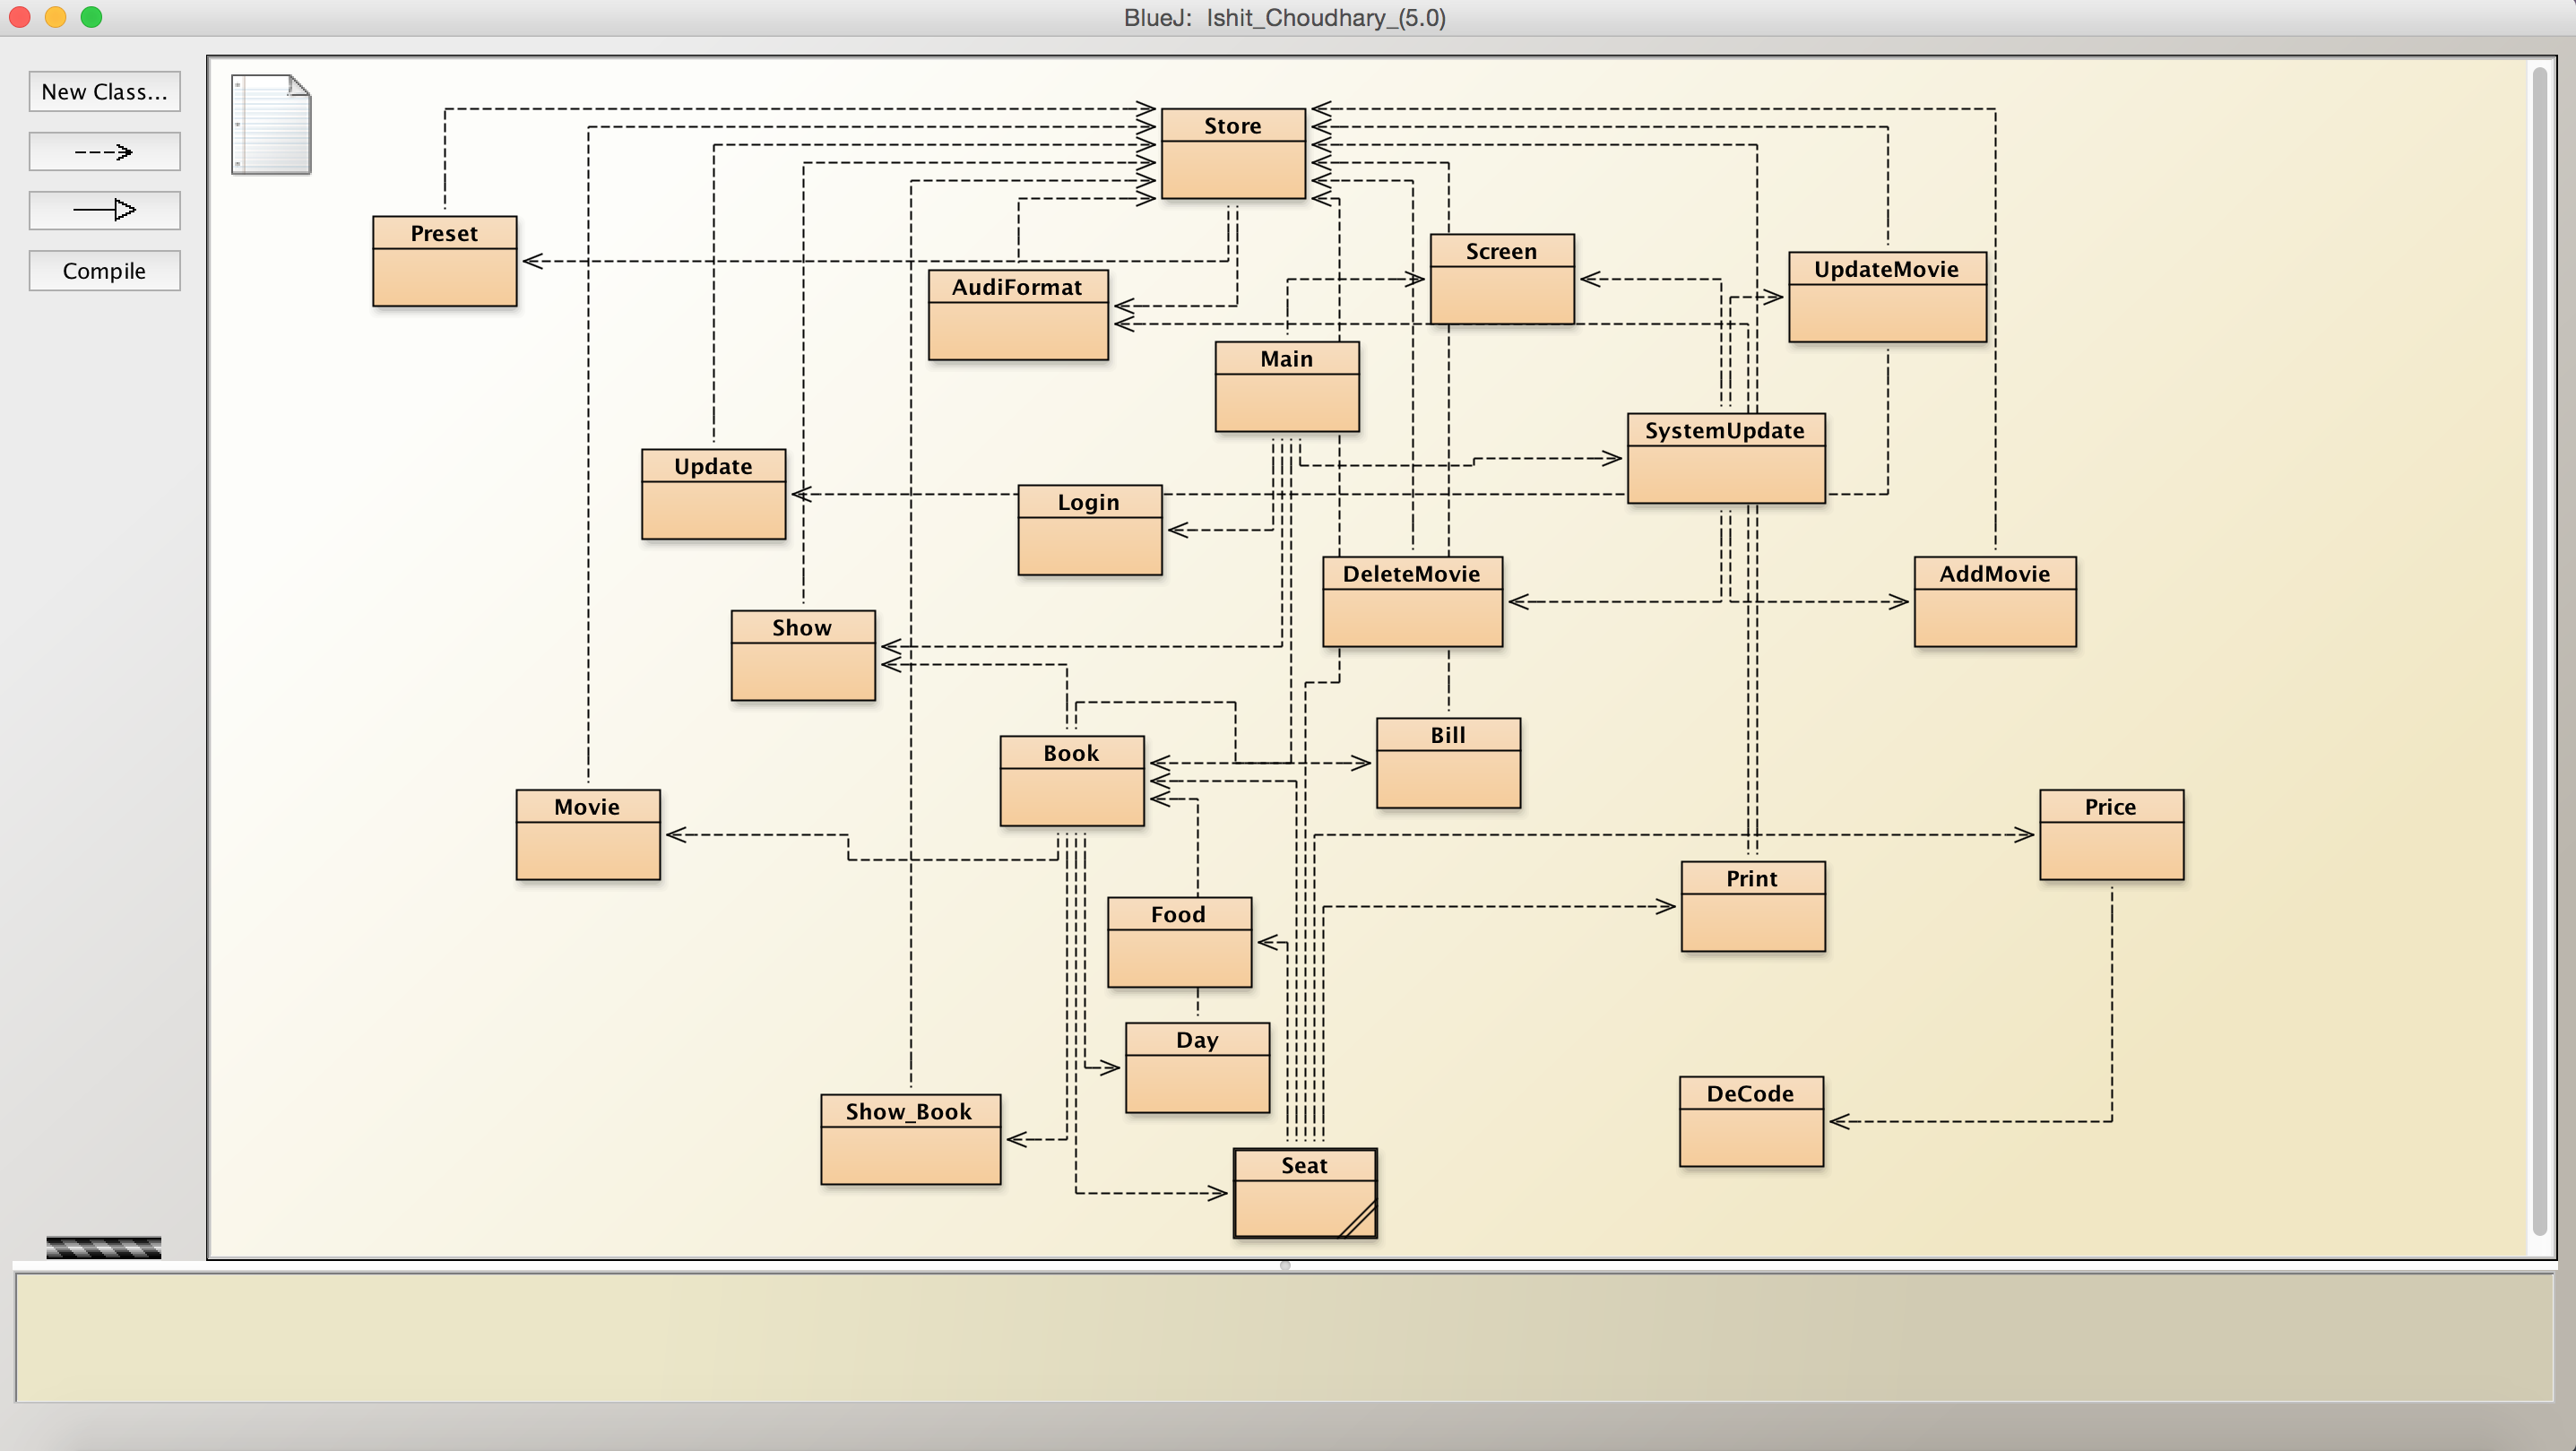 BlueJ: Ishit_Choudhary_(5.0)
New Class...
Compile
Store
Preset
Screen
UpdateMovie
AudiFormat
Main
SystemUpdate
Update
Login
DeleteMovie
AddMovie
Show
Bill
Book
Movie
Price
Print
Food
Day
DeCode
Show_Book
Seat